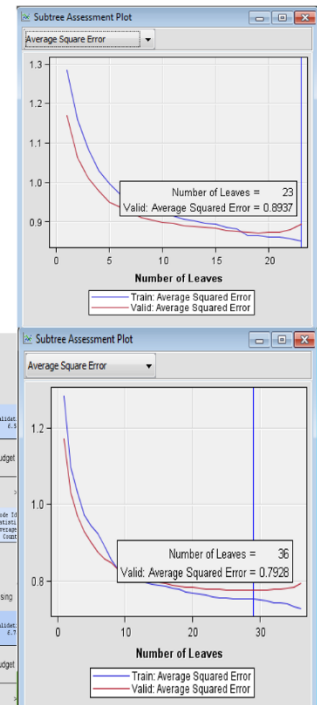 Subtree Assessment Plot
Average Square Error
1.3
1.2
1.1
1.0
0.9
Number of Leaves = 23
Valid: Average Squared Error = 0.8937
0 5 10 15 20
Number of Leaves
Train: Average Squared Error
Valid: Average Squared Error
Subtree Assessment Plot
Average Square Error
1.2
1.0
0.8
Number of Leaves = 36
Valid: Average Squared Error = 0.7928
0 10 20 30
Number of Leaves
Train: Average Squared Error
Valid: Average Squared Error